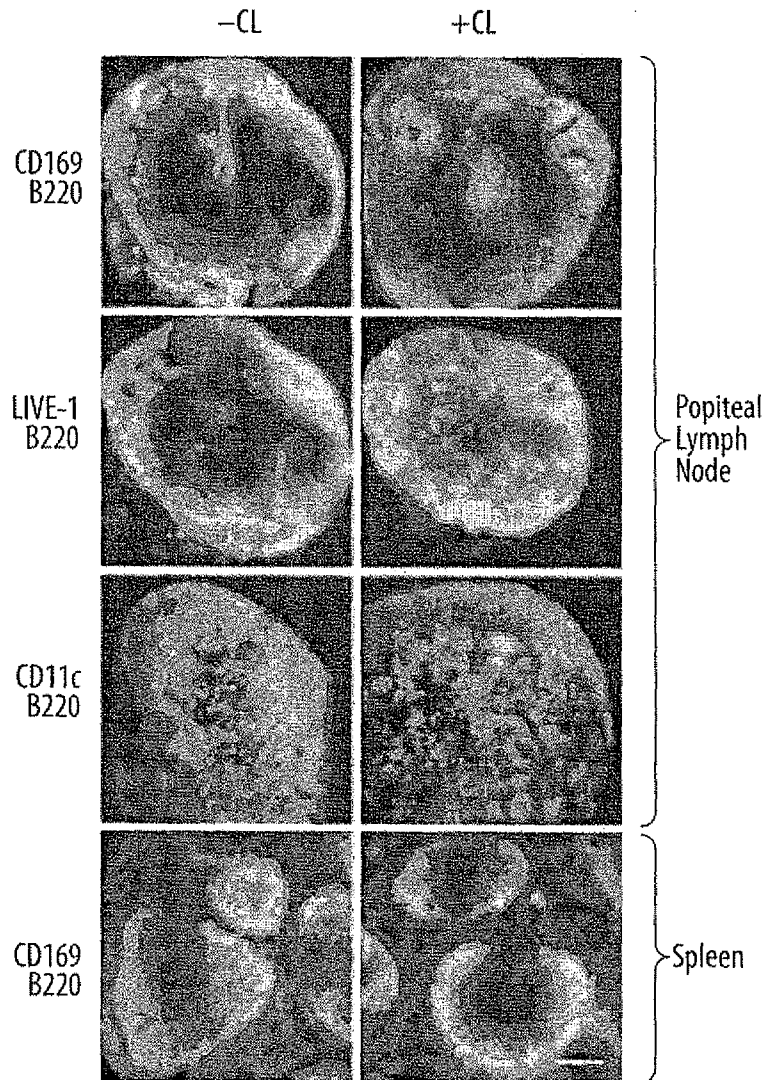 −CL +CL
CD169
B220
LIVE-1
B220
Popiteal
Lymph
Node
CD11c
B220
CD169
B220
Spleen